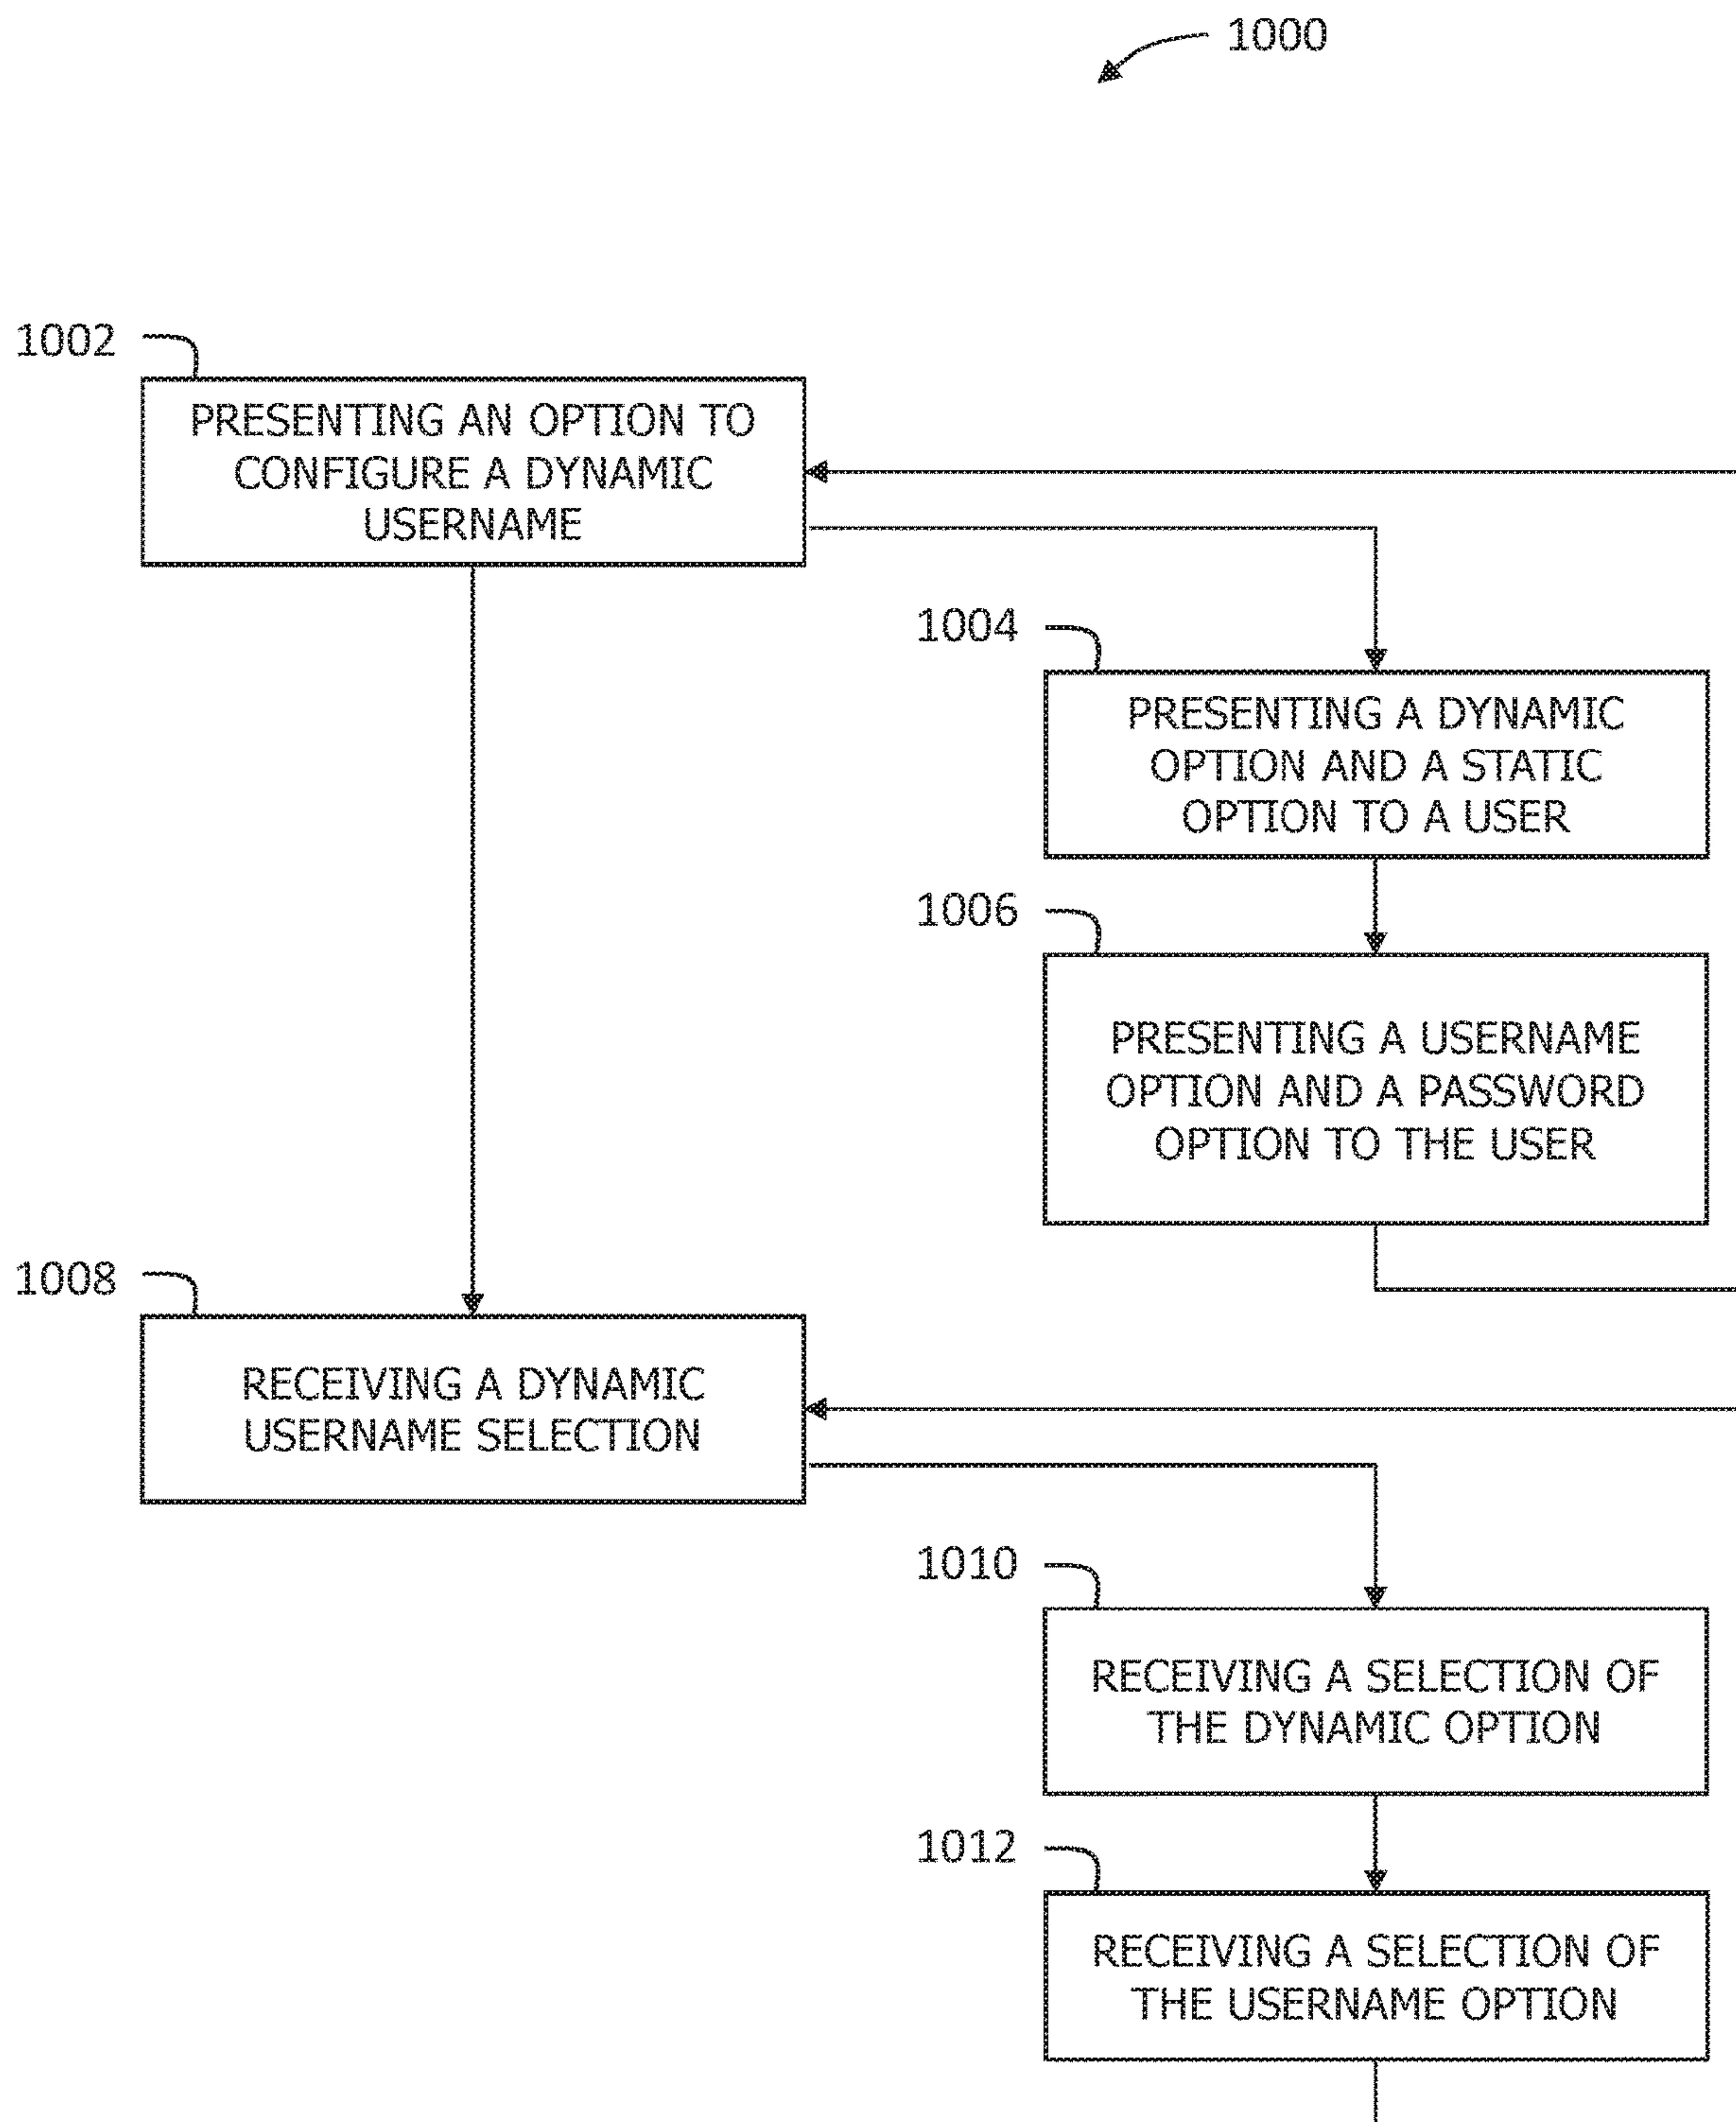 1000
1002
PRESENTING AN OPTION TO
CONFIGURE A DYNAMIC
USERNAME
1004
PRESENTING A DYNAMIC
OPTION AND A STATIC
OPTION TO A USER
1006
PRESENTING A USERNAME
OPTION AND A PASSWORD
OPTION TO THE USER
1008
RECEIVING A DYNAMIC
USERNAME SELECTION
1010
RECEIVING A SELECTION OF
THE DYNAMIC OPTION
1012
RECEIVING A SELECTION OF
THE USERNAME OPTION